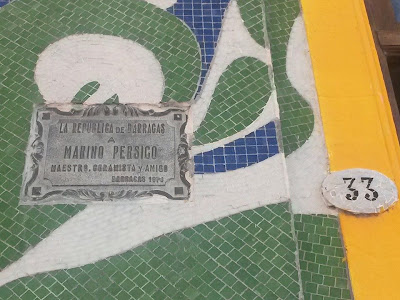 LA REPUBLICA DE BARRACAS
A
MARINO PERSICO
MAESTRO, CERAMISTA Y AMIGO
BARRACAS
33